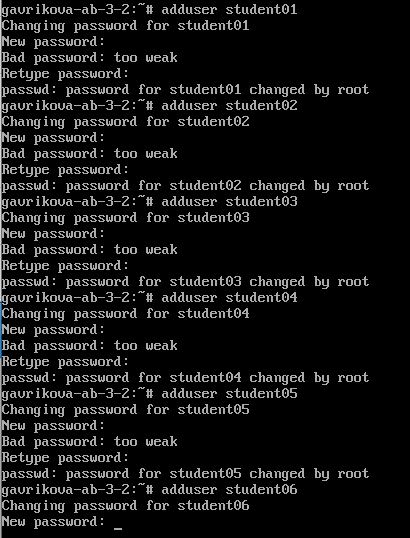 gavrikova-ab-3-2:~# adduser student01
Changing password for student01
New password:
Bad password: too weak
Retype password:
passwd: password for student01 changed by root
gavrikova-ab-3-2:~# adduser student02
Changing password for student02
New password:
Bad password: too weak
Retype password:
passwd: password for student02 changed by root
gavrikova-ab-3-2:~# adduser student03
Changing password for student03
New password:
Bad password: too weak
Retype password:
passwd: password for student03 changed by root
gavrikova-ab-3-2:~# adduser student04
Changing password for student04
New password:
Bad password: too weak
Retype password:
passwd: password for student04 changed by root
gavrikova-ab-3-2:~# adduser student05
Changing password for student05
New password:
Bad password: too weak
Retype password:
passwd: password for student05 changed by root
gavrikova-ab-3-2:~# adduser student06
Changing password for student06
New password: _